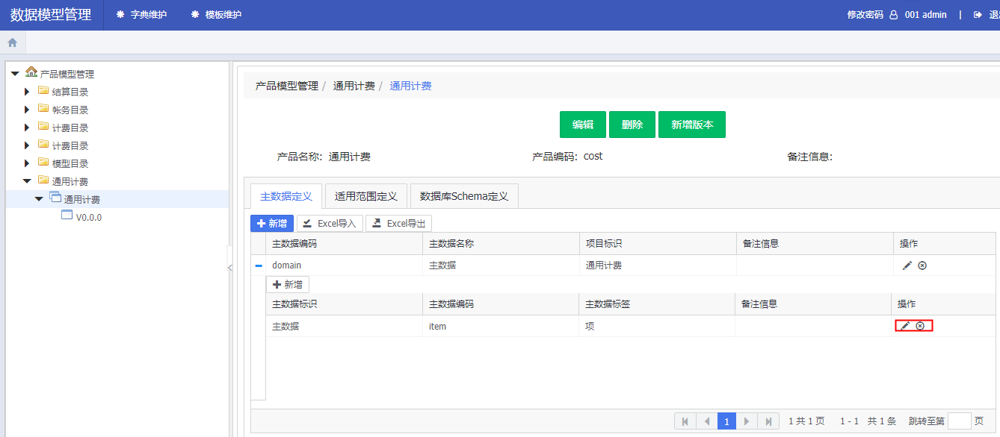 数据模型管理 字典维护 模板维护 修改密码 001 admin |
产品模型管理
结算目录
帐务目录
计费目录
计费目录
模型目录
通用计费
通用计费
V0.0.0
产品模型管理 / 通用计费 / 通用计费
编辑 删除 新增版本
产品名称: 通用计费 产品编码: cost 备注信息:
主数据定义 适用范围定义 数据库Schema定义
新增 Excel导入 Excel导出
主数据编码 主数据名称 项目标识 备注信息 操作
domain 主数据 通用计费
新增
主数据标识 主数据编码 主数据标签 备注信息 操作
主数据 item 项
1 1 共 1 页 1 - 1 共 1 条 跳转至第 页